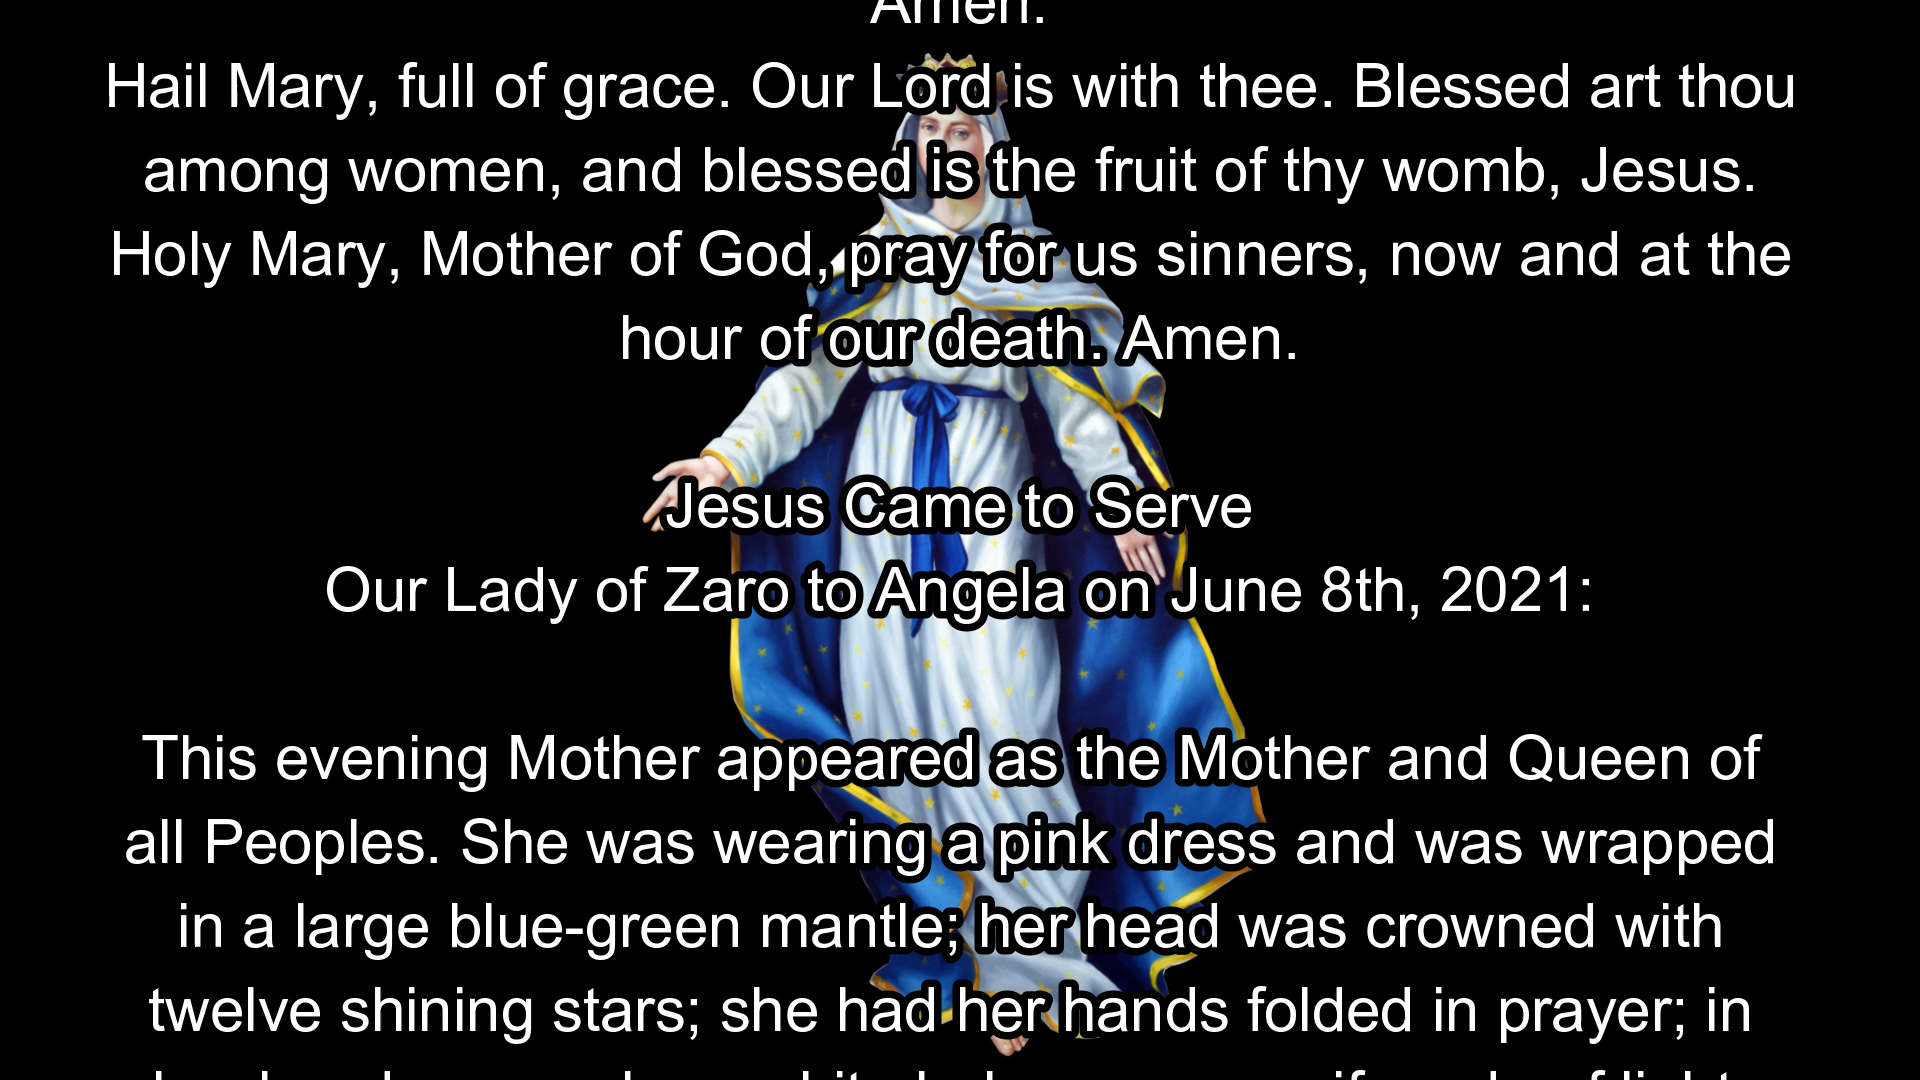 Amen.
Hail Mary, full of grace. Our Lord is with thee. Blessed art thou
among women, and blessed is the fruit of thy womb, Jesus.
Holy Mary, Mother of God, pray for us sinners, now and at the
hour of our death. Amen.
Jesus Came to Serve
Our Lady of Zaro to Angela on June 8th, 2021:
This evening Mother appeared as the Mother and Queen of
all Peoples. She was wearing a pink dress and was wrapped
in a large blue-green mantle; her head was crowned with
twelve shining stars; she had her hands folded in prayer; in